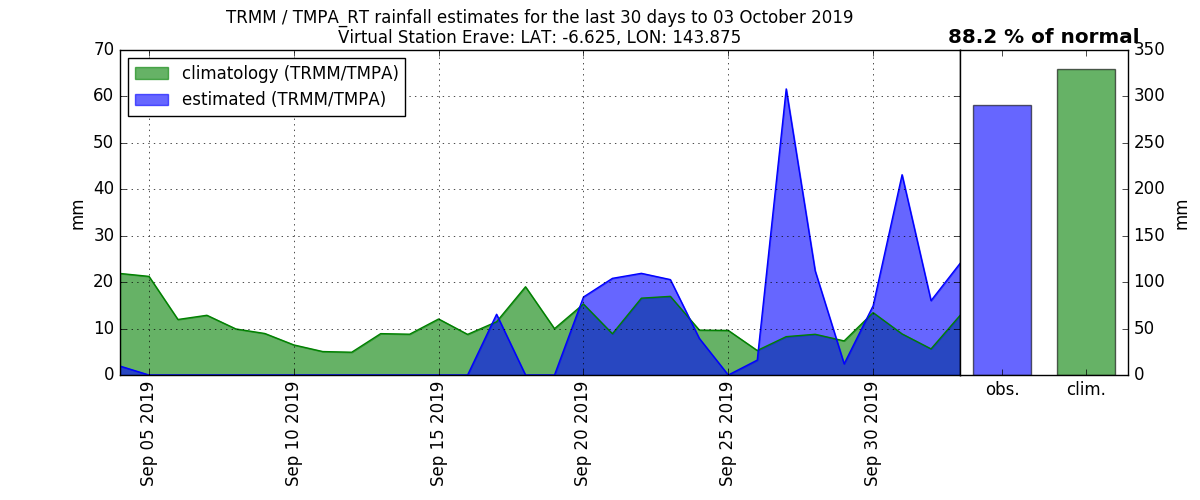 TRMM / TMPA_RT rainfall estimates for the last 30 days to 03 October 2019
Virtual Station Erave: LAT: -6.625, LON: 143.875
88.2 % of normal
climatology (TRMM/TMPA)
estimated (TRMM/TMPA)
70
60
50
40
30
20
10
0
mm
Sep 05 2019
Sep 10 2019
Sep 15 2019
Sep 20 2019
Sep 25 2019
Sep 30 2019
obs.
clim.
350
300
250
200
150
100
50
0
mm